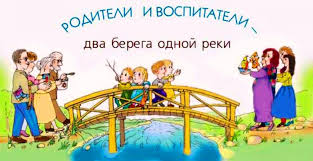 РОДИТЕЛИ И ВОСПИТАТЕЛИ –
два берега одной реки